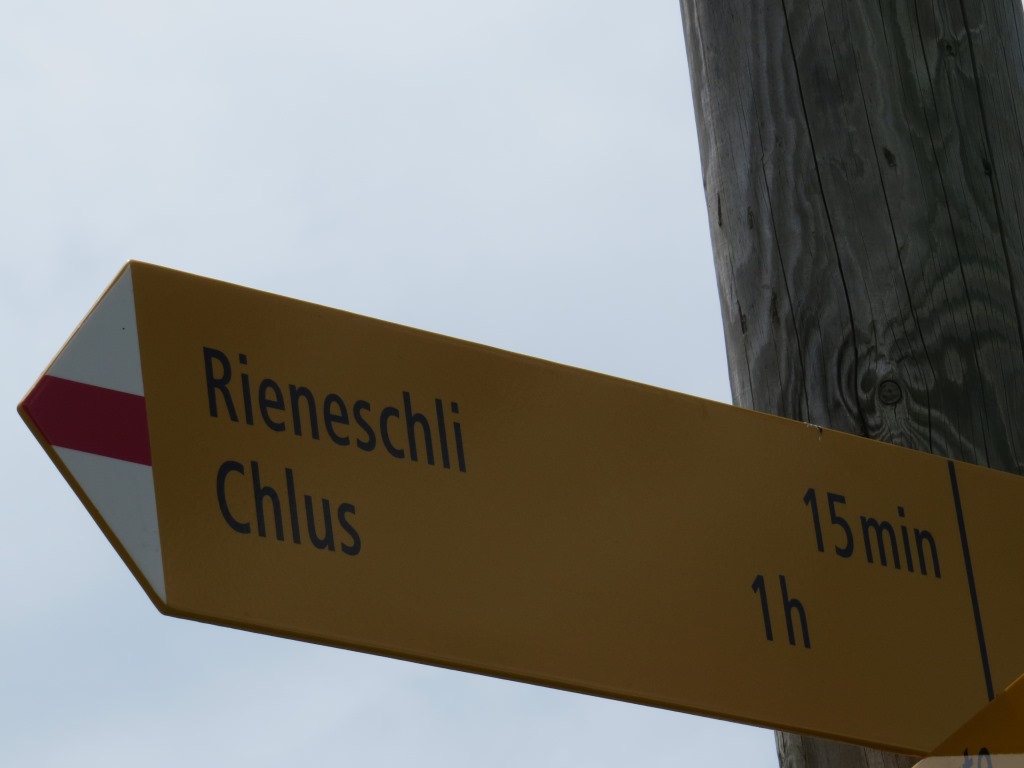 Rieneschli 15 min
Chlus 1 h